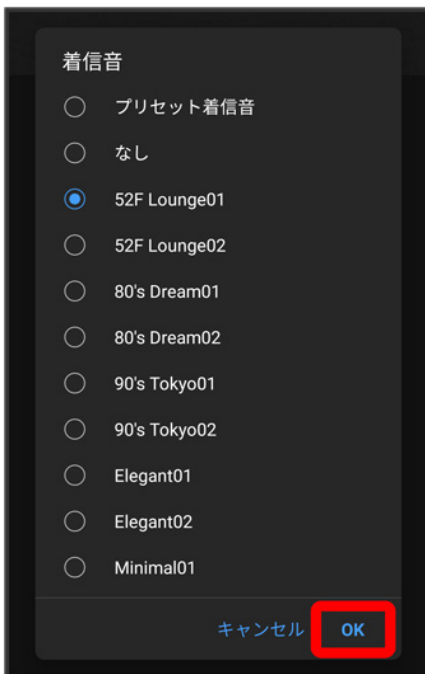 着信音
プリセット着信音
なし
52F Lounge01
52F Lounge02
80's Dream01
80's Dream02
90's Tokyo01
90's Tokyo02
Elegant01
Elegant02
Minimal01
キャンセル OK